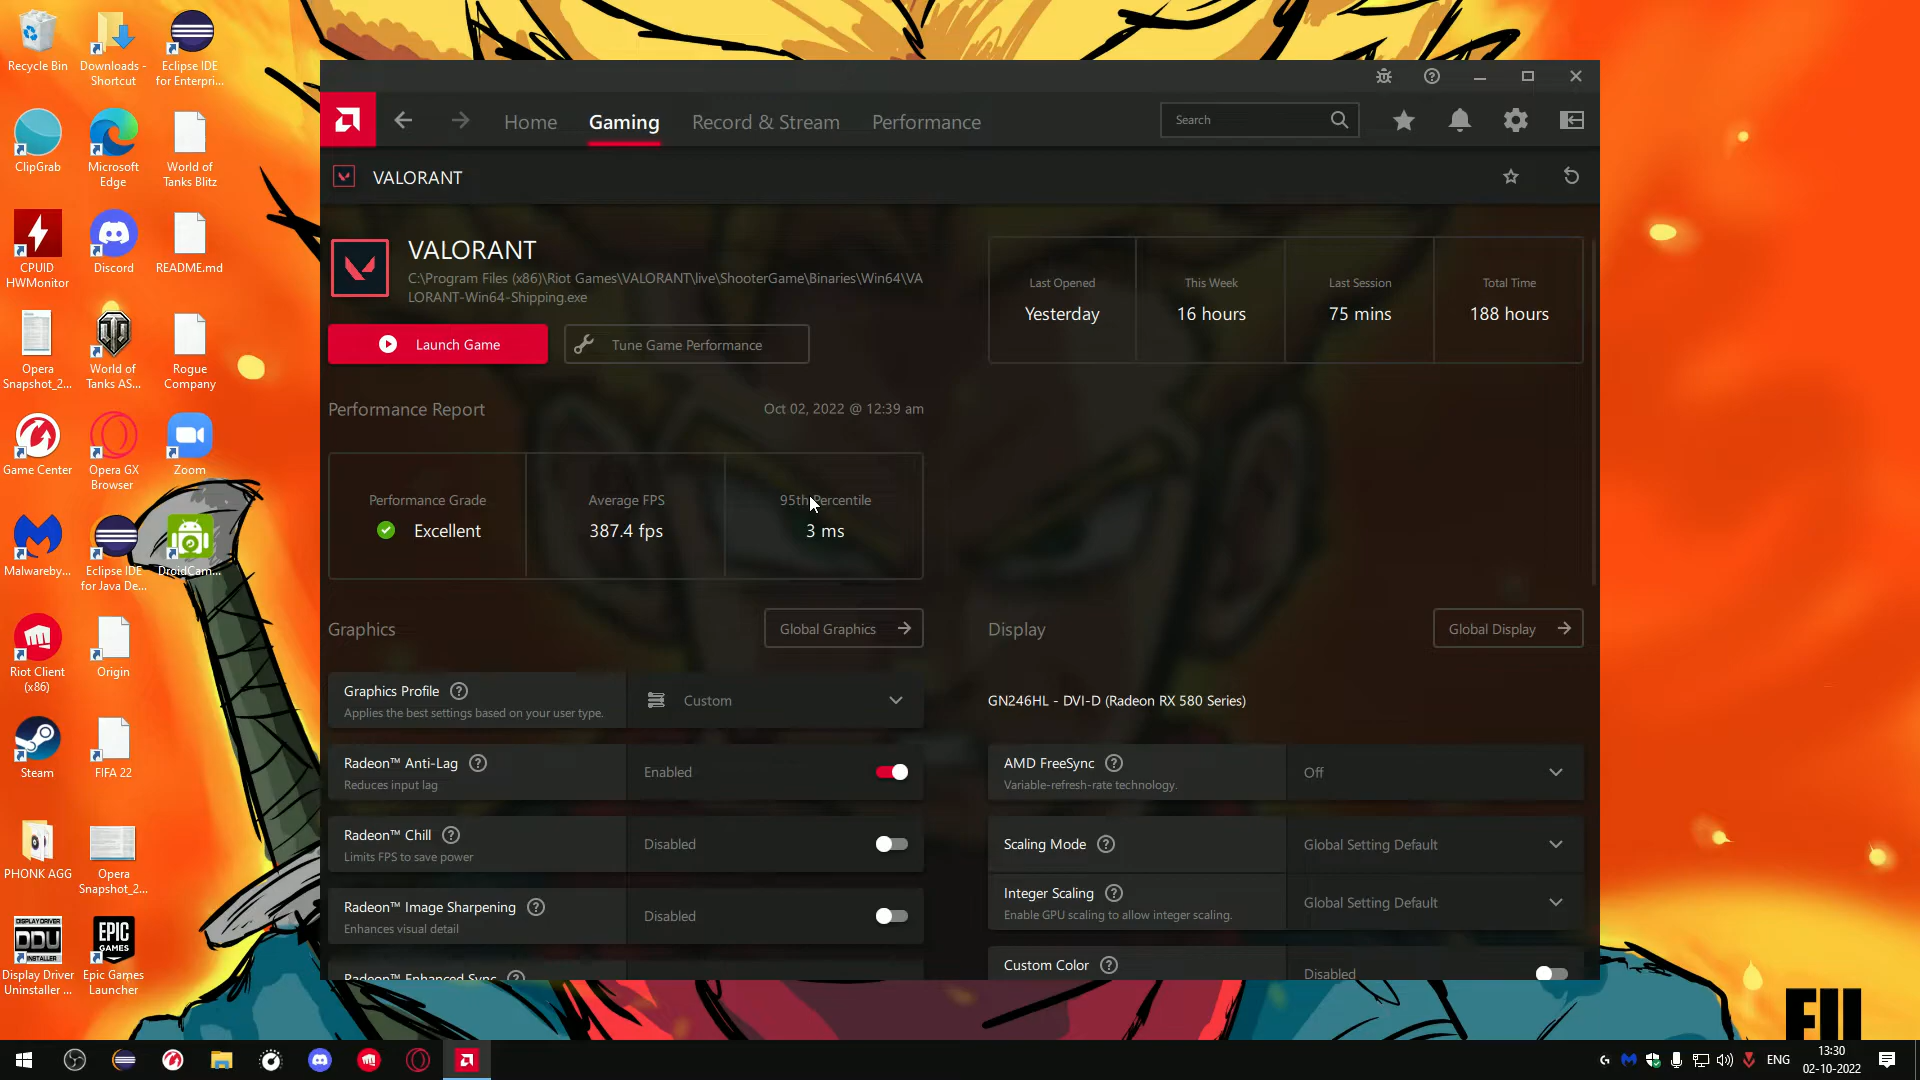 Recycle Bin
Downloads -
Shortcut
Eclipse IDE
for Enterpri...
ClipGrab
Microsoft
Edge
World of
Tanks Blitz
CPUID
HWMonitor
Discord
README.md
Opera
Snapshot_2...
World of
Tanks AS...
Rogue
Company
Game Center
Opera GX
Browser
Zoom
Malwareby...
Eclipse IDE
for Java De...
DroidCam...
Riot Client
(x86)
Origin
Steam
FIFA 22
PHONK AGG
Opera
Snapshot_2...
DISPLAY DRIVER
DDU
Display Driver
Uninstaller ...
EPIC
GAMES
Epic Games
Launcher
Home
Gaming
Record & Stream
Performance
Search
VALORANT
VALORANT
C:\Program Files (x86)\Riot Games\VALORANT\live\ShooterGame\Binaries\Win64\VA
LORANT-Win64-Shipping.exe
Launch Game
Tune Game Performance
Last Opened
Yesterday
This Week
16 hours
Last Session
75 mins
Total Time
188 hours
Performance Report
Oct 02, 2022 @ 12:39 am
Performance Grade
Excellent
Average FPS
387.4 fps
95th Percentile
3 ms
Graphics
Global Graphics
Graphics Profile
Applies the best settings based on your user type.
Custom
Radeon™ Anti-Lag
Reduces input lag
Enabled
Radeon™ Chill
Limits FPS to save power
Disabled
Radeon™ Image Sharpening
Enhances visual detail
Disabled
Radeon™ Enhanced Sync
Display
Global Display
GN246HL - DVI-D (Radeon RX 580 Series)
AMD FreeSync
Variable-refresh-rate technology.
Off
Scaling Mode
Global Setting Default
Integer Scaling
Enable GPU scaling to allow integer scaling.
Global Setting Default
Custom Color
Disabled
ENG
13:30
02-10-2022